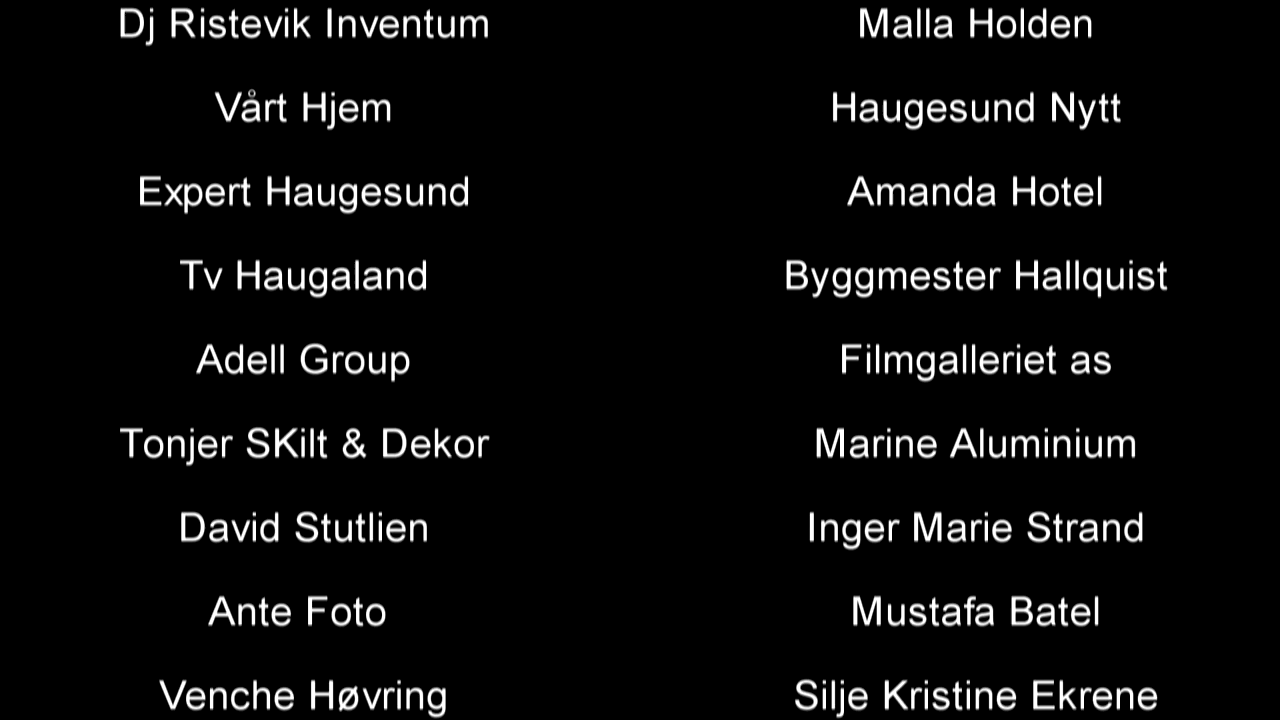 Dj Ristevik Inventum
Malla Holden
Vårt Hjem
Haugesund Nytt
Expert Haugesund
Amanda Hotel
Tv Haugaland
Byggmester Hallquist
Adell Group
Filmgalleriet as
Tonjer SKilt & Dekor
Marine Aluminium
David Stutlien
Inger Marie Strand
Ante Foto
Mustafa Batel
Venche Høvring
Silje Kristine Ekrene